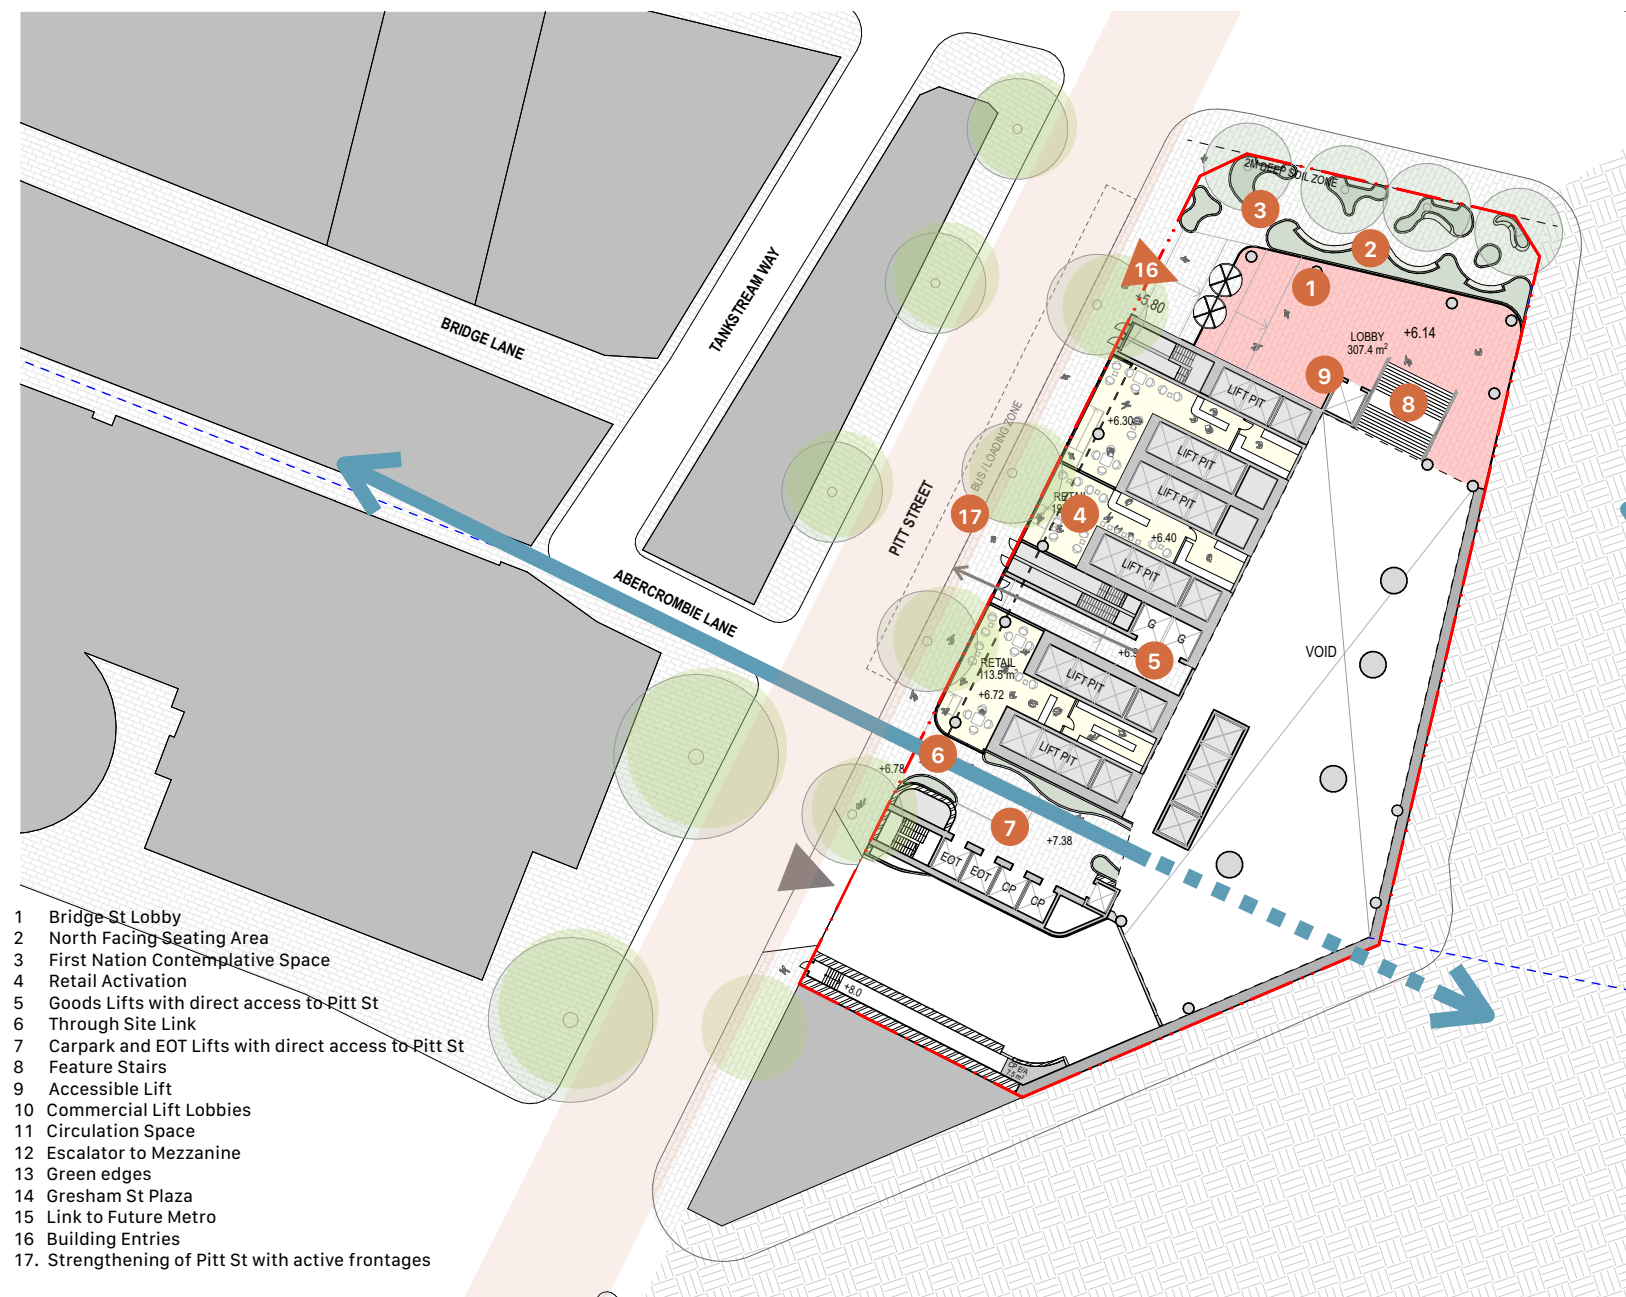 2M DEEP SOIL ZONE
3
2
16
+5.80
1
LOBBY
307.4 m²
+6.14
9
8
LIFT PIT
BRIDGE LANE
TANKSTREAM WAY
BUS / LOADING ZONE
+6.30
LIFT PIT
LIFT PIT
PITT STREET
17
4
+6.40
LIFT PIT
ABERCROMBIE LANE
G
G
5
VOID
RETAIL
113.5 m²
+6.72
LIFT PIT
LIFT PIT
6
+6.78
7
+7.38
EOT
EOT
CP
CP
+8.0
1 Bridge St Lobby
2 North Facing Seating Area
3 First Nation Contemplative Space
4 Retail Activation
5 Goods Lifts with direct access to Pitt St
6 Through Site Link
7 Carpark and EOT Lifts with direct access to Pitt St
8 Feature Stairs
9 Accessible Lift
10 Commercial Lift Lobbies
11 Circulation Space
12 Escalator to Mezzanine
13 Green edges
14 Gresham St Plaza
15 Link to Future Metro
16 Building Entries
17. Strengthening of Pitt St with active frontages